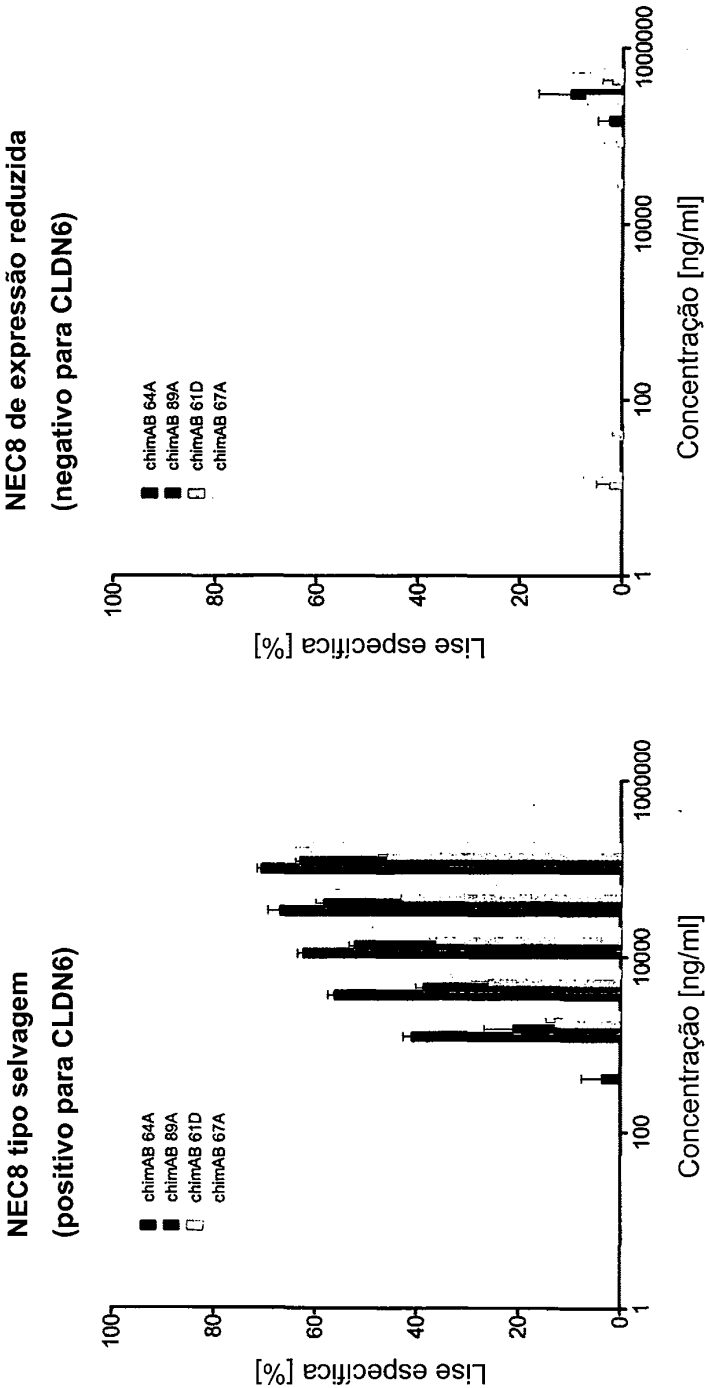 NEC8 tipo selvagem
(positivo para CLDN6)
chimAB 64A
chimAB 89A
chimAB 61D
chimAB 67A
Lise específica [%]
100
80
60
40
20
0
1
100
10000
1000000
Concentração [ng/ml]
NEC8 de expressão reduzida
(negativo para CLDN6)
chimAB 64A
chimAB 89A
chimAB 61D
chimAB 67A
Lise específica [%]
100
80
60
40
20
0
1
100
10000
1000000
Concentração [ng/ml]